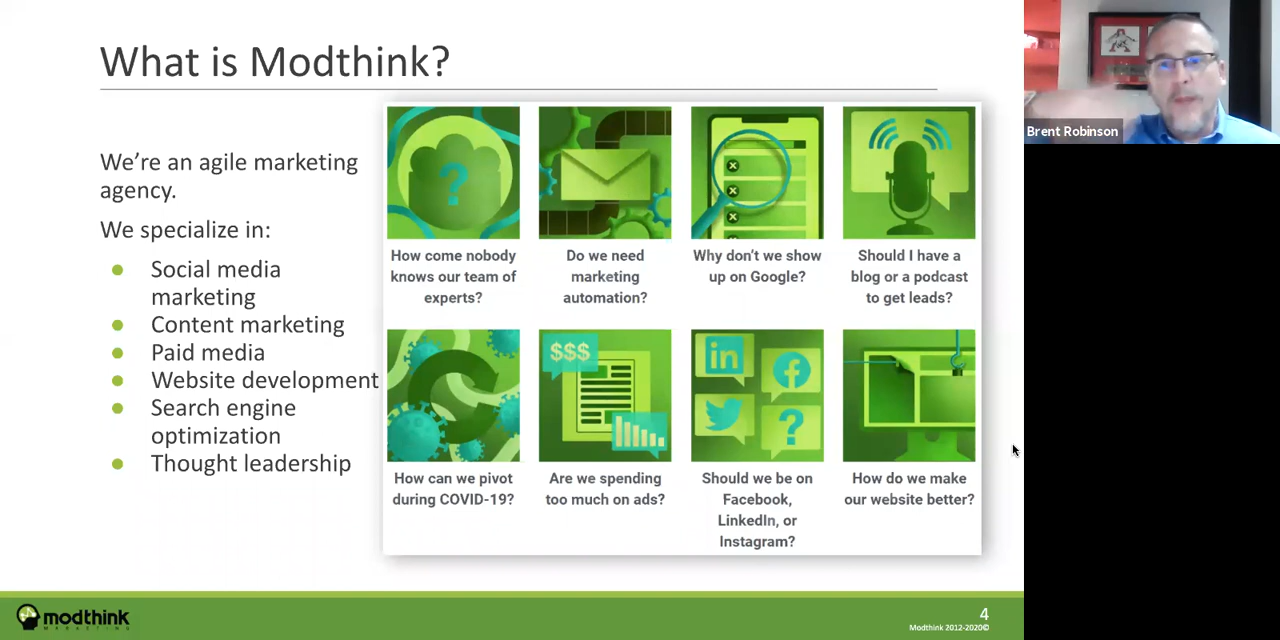 What is Modthink?
Brent Robinson
We’re an agile marketing
agency.
We specialize in:
Social media
marketing
Content marketing
Paid media
Website development
Search engine
optimization
Thought leadership
?
How come nobody
knows our team of
experts?
Do we need
marketing
automation?
Why don’t we show
up on Google?
Should I have a
blog or a podcast
to get leads?
$$$
in
f
?
How can we pivot
during COVID-19?
Are we spending
too much on ads?
Should we be on
Facebook,
LinkedIn, or
Instagram?
How do we make
our website better?
modthink
MARKETING
4
Modthink 2012-2020©